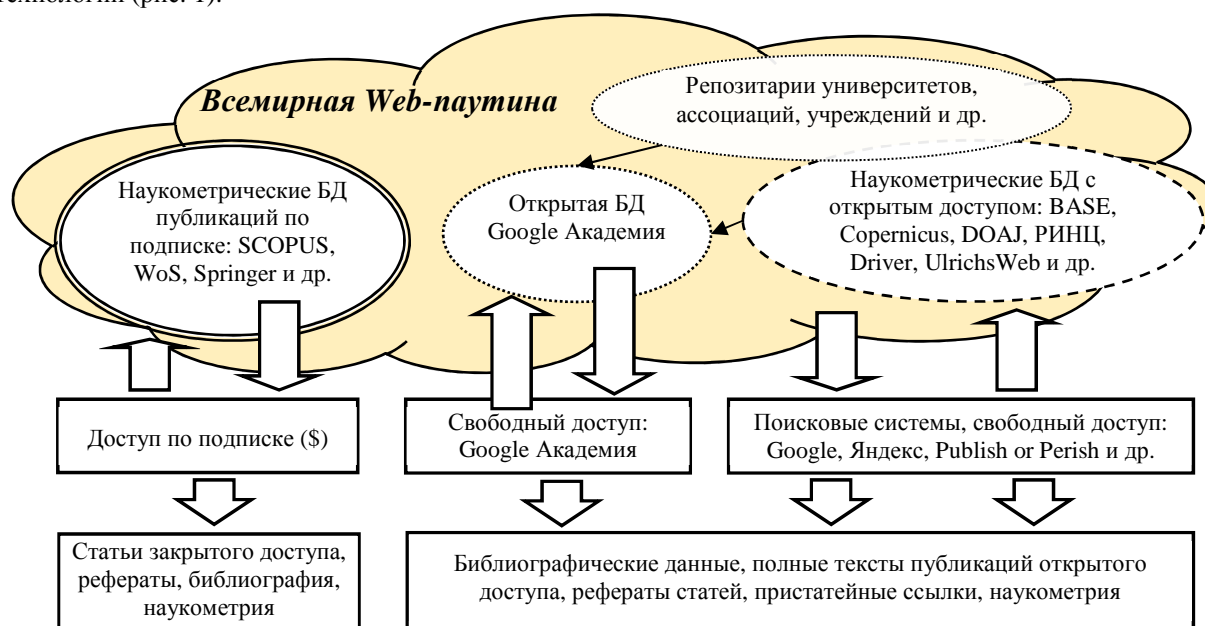 Всемирная Web-паутина
Репозитарии университетов,
ассоциаций, учреждений и др.
Наукометрические БД
публикаций по
подписке: SCOPUS,
WoS, Springer и др.
Открытая БД
Google Академия
Наукометрические БД с
открытым доступом: BASE,
Copernicus, DOAJ, РИНЦ,
Driver, UlrichsWeb и др.
Доступ по подписке ($)
Свободный доступ:
Google Академия
Поисковые системы, свободный доступ:
Google, Яндекс, Publish or Perish и др.
Статьи закрытого доступа,
рефераты, библиография,
наукометрия
Библиографические данные, полные тексты публикаций открытого
доступа, рефераты статей, пристатейные ссылки, наукометрия